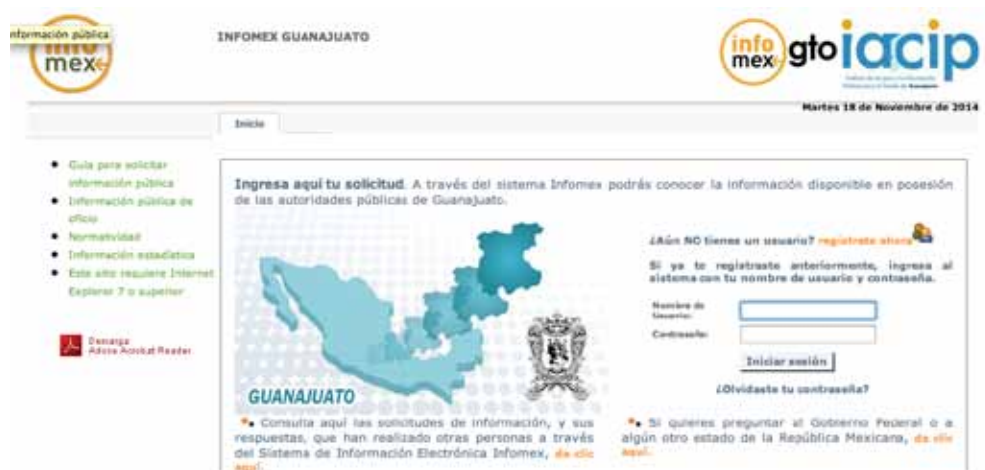 nformación pública
info
mex
INFOMEX GUANAJUATO
info
mex
gto
iacip
Martes 18 de Noviembre de 2014
Inicio
Guía para solicitar
información pública
Información pública de
oficio
Normatividad
Información estadística
Este sitio requiere Internet
Explorer 7 o superior
Descarga
Adobe Acrobat Reader
Ingresa aquí tu solicitud. A través del sistema Infomex podrás conocer la información disponible en posesión
de las autoridades públicas de Guanajuato.
GUANAJUATO
¿Aún NO tienes un usuario? regístrate ahora
Si ya te registraste anteriormente, ingresa al
sistema con tu nombre de usuario y contraseña.
Nombre de
Usuario:
Contraseña:
Iniciar sesión
¿Olvidaste tu contraseña?
Consulta aquí las solicitudes de información, y sus
respuestas, que han realizado otras personas a través
del Sistema de Información Electrónica Infomex, da clic
aquí.
Si quieres preguntar al Gobierno Federal o a
algún otro estado de la República Mexicana, da clic
aquí.